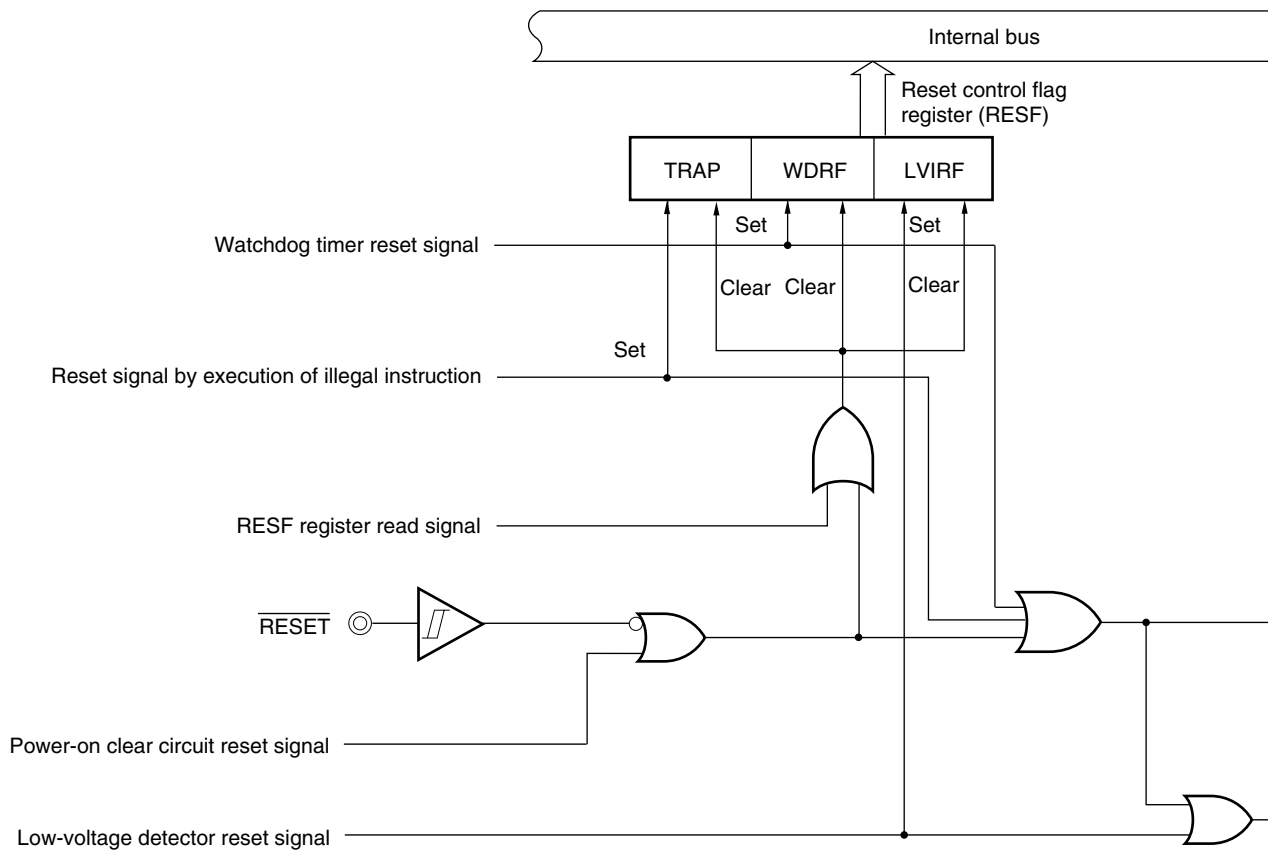 Internal bus
Reset control flag
register (RESF)
TRAP WDRF LVIRF
Set Set
Watchdog timer reset signal
Clear Clear Clear
Set
Reset signal by execution of illegal instruction
RESF register read signal
RESET
Power-on clear circuit reset signal
Low-voltage detector reset signal